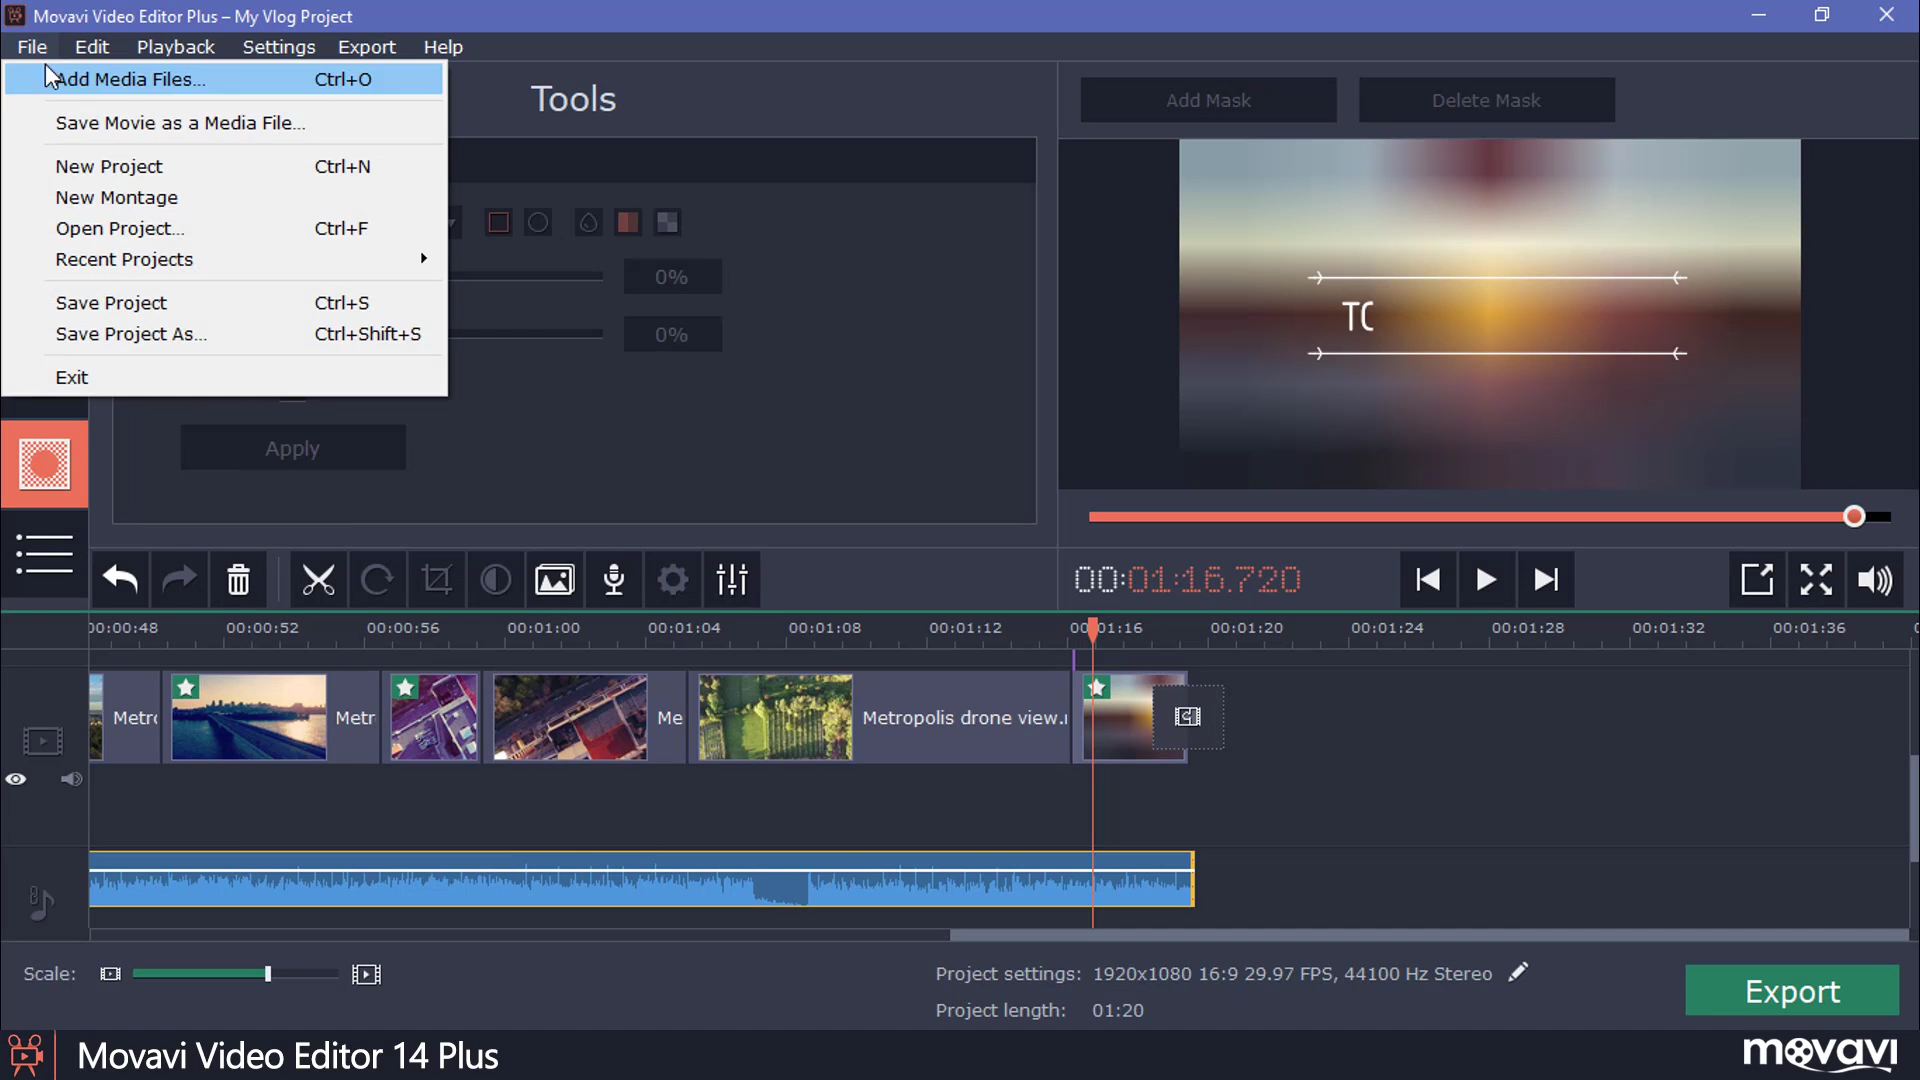 Movavi Video Editor Plus – My Vlog Project
File Edit Playback Settings Export Help
Add Media Files... Ctrl+O
Save Movie as a Media File...
New Project Ctrl+N
New Montage
Open Project... Ctrl+F
Recent Projects
Save Project Ctrl+S
Save Project As... Ctrl+Shift+S
Exit
Tools
0%
0%
Apply
Add Mask Delete Mask
TO
00:01:16.720
00:00:48 00:00:52 00:00:56 00:01:00 00:01:04 00:01:08 00:01:12 00:01:16 00:01:20 00:01:24 00:01:28 00:01:32 00:01:36
Metr Metr Me Metropolis drone view.
Scale:
Project settings: 1920x1080 16:9 29.97 FPS, 44100 Hz Stereo
Project length: 01:20
Export
Movavi Video Editor 14 Plus
movavi